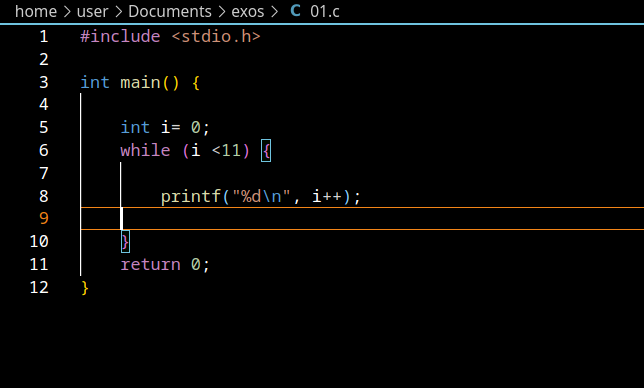 home > user > Documents > exos > C 01.c
1 #include <stdio.h>
2
3 int main() {
4
5     int i= 0;
6     while (i <11) {
7
8         printf("%d\n", i++);
9
10     }
11     return 0;
12 }